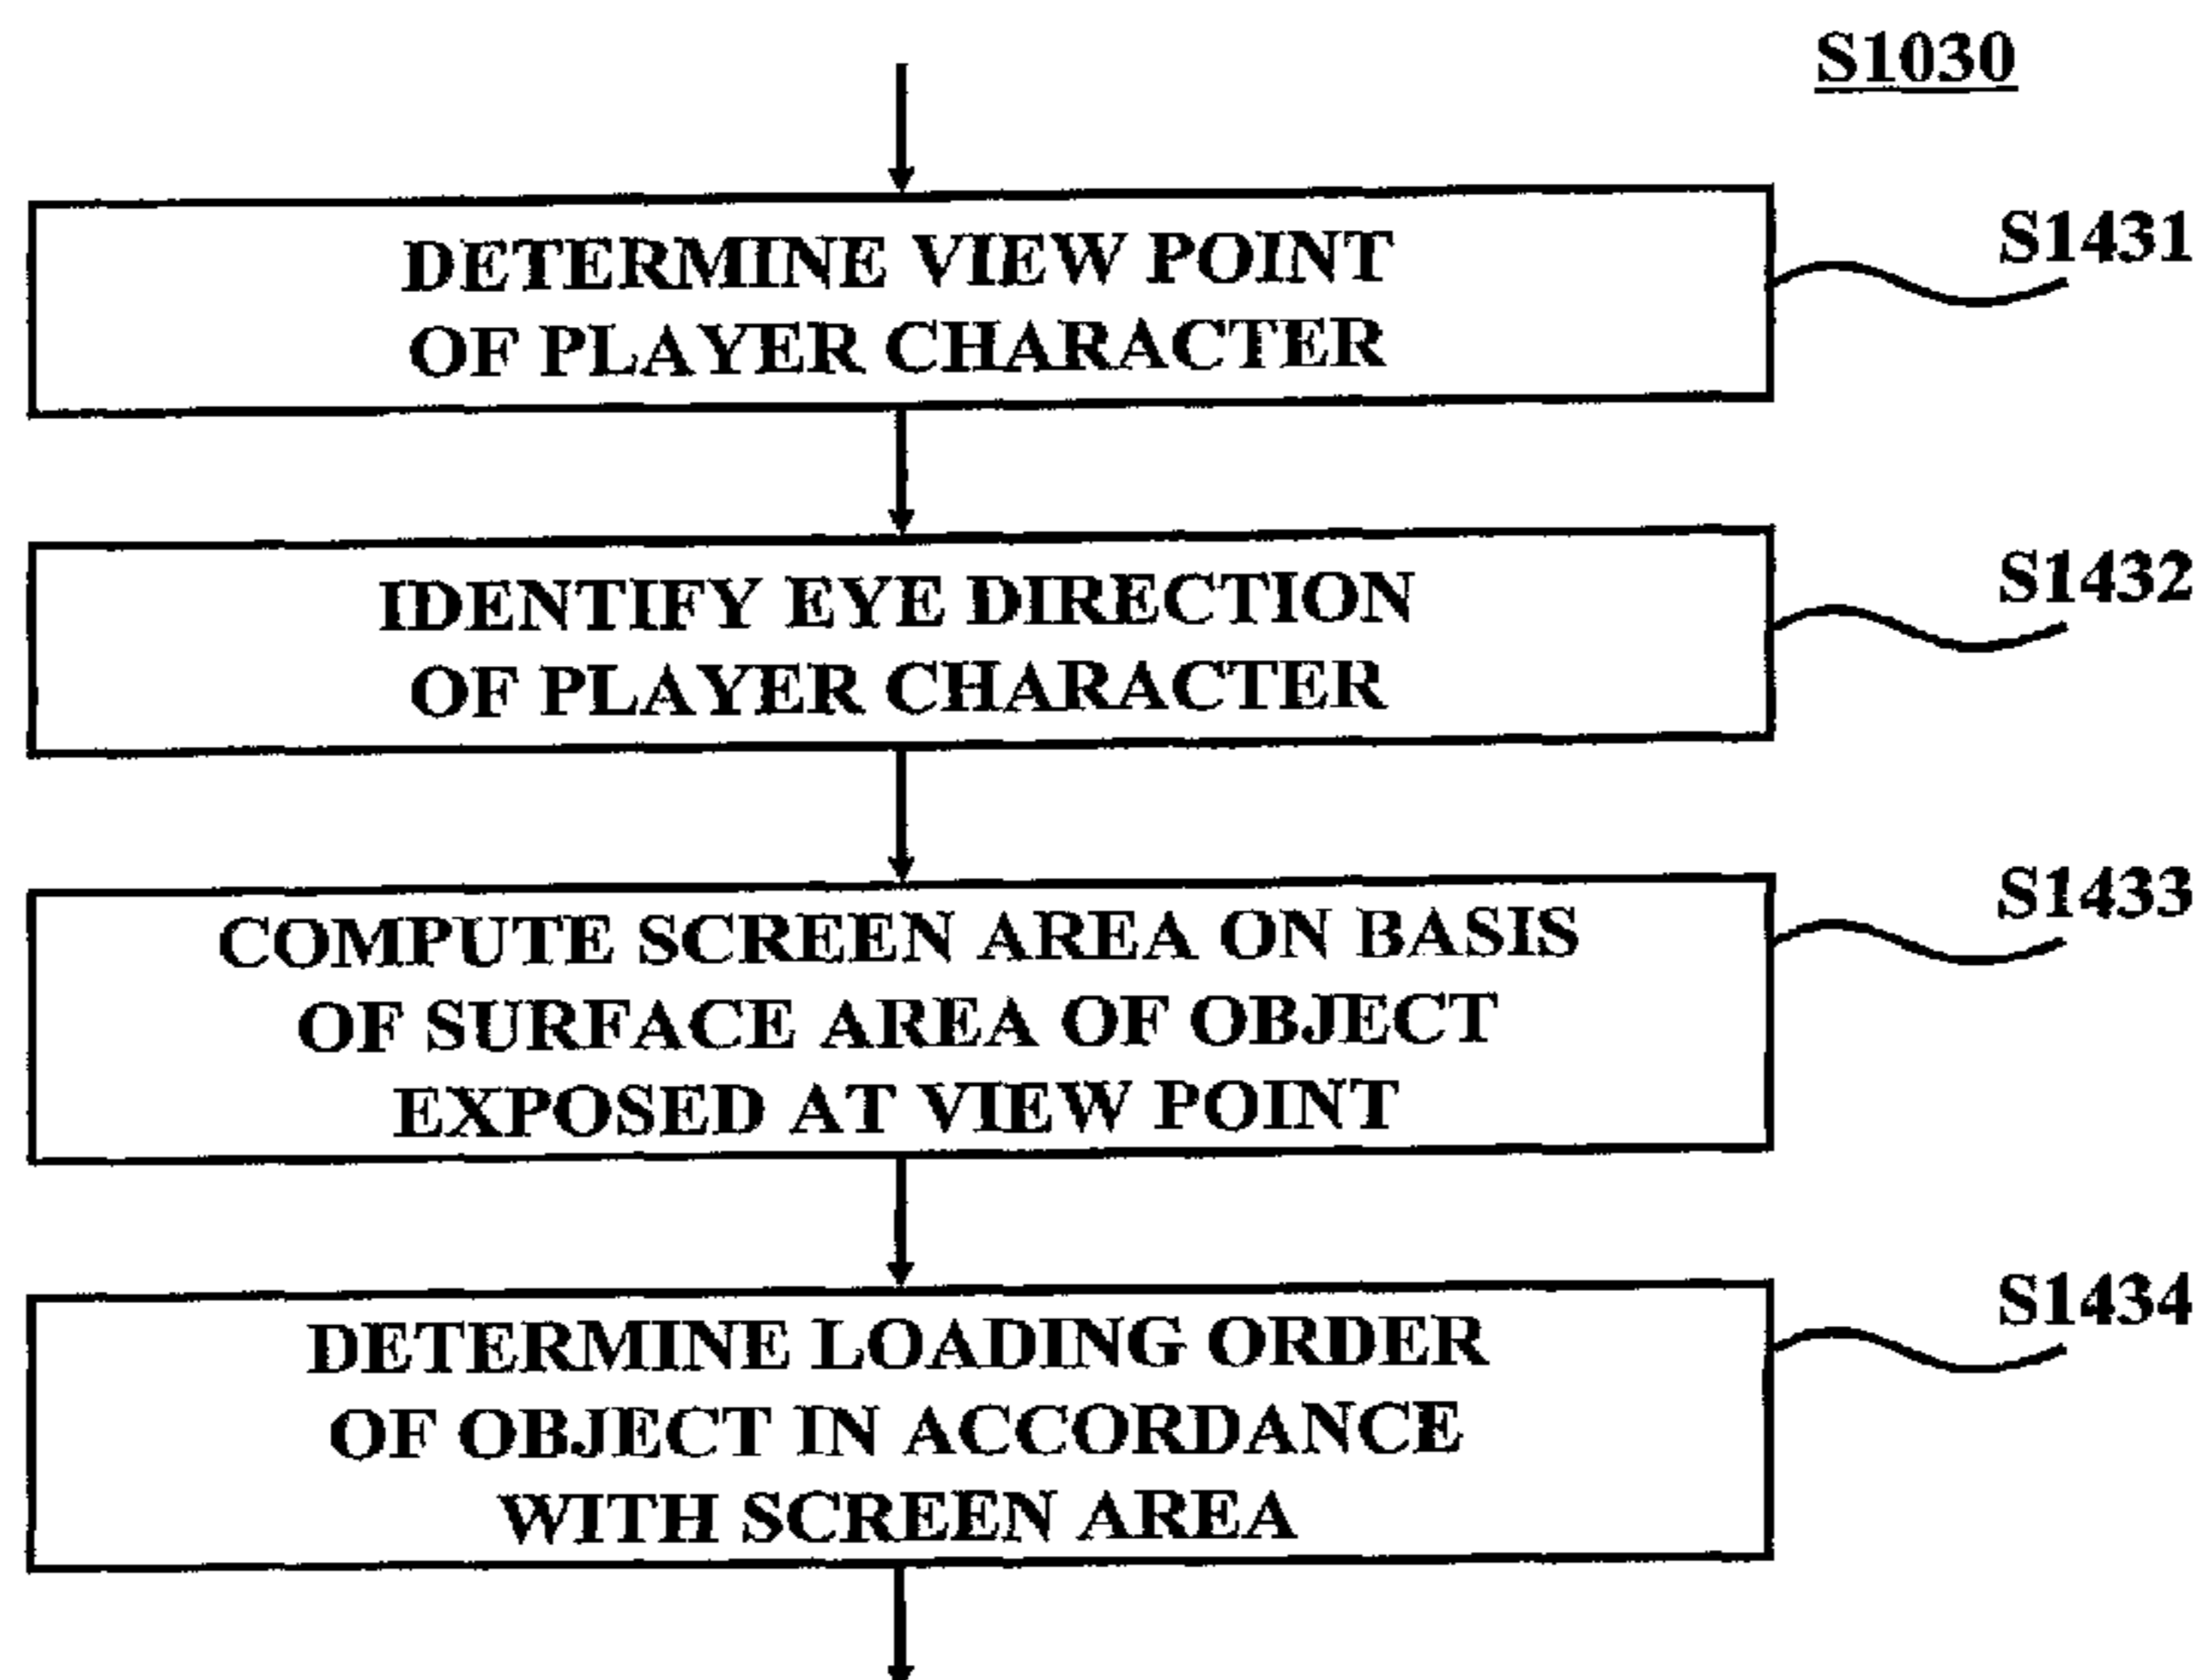 S1030
DETERMINE VIEW POINT
OF PLAYER CHARACTER
S1431
IDENTIFY EYE DIRECTION
OF PLAYER CHARACTER
S1432
COMPUTE SCREEN AREA ON BASIS
OF SURFACE AREA OF OBJECT
EXPOSED AT VIEW POINT
S1433
DETERMINE LOADING ORDER
OF OBJECT IN ACCORDANCE
WITH SCREEN AREA
S1434